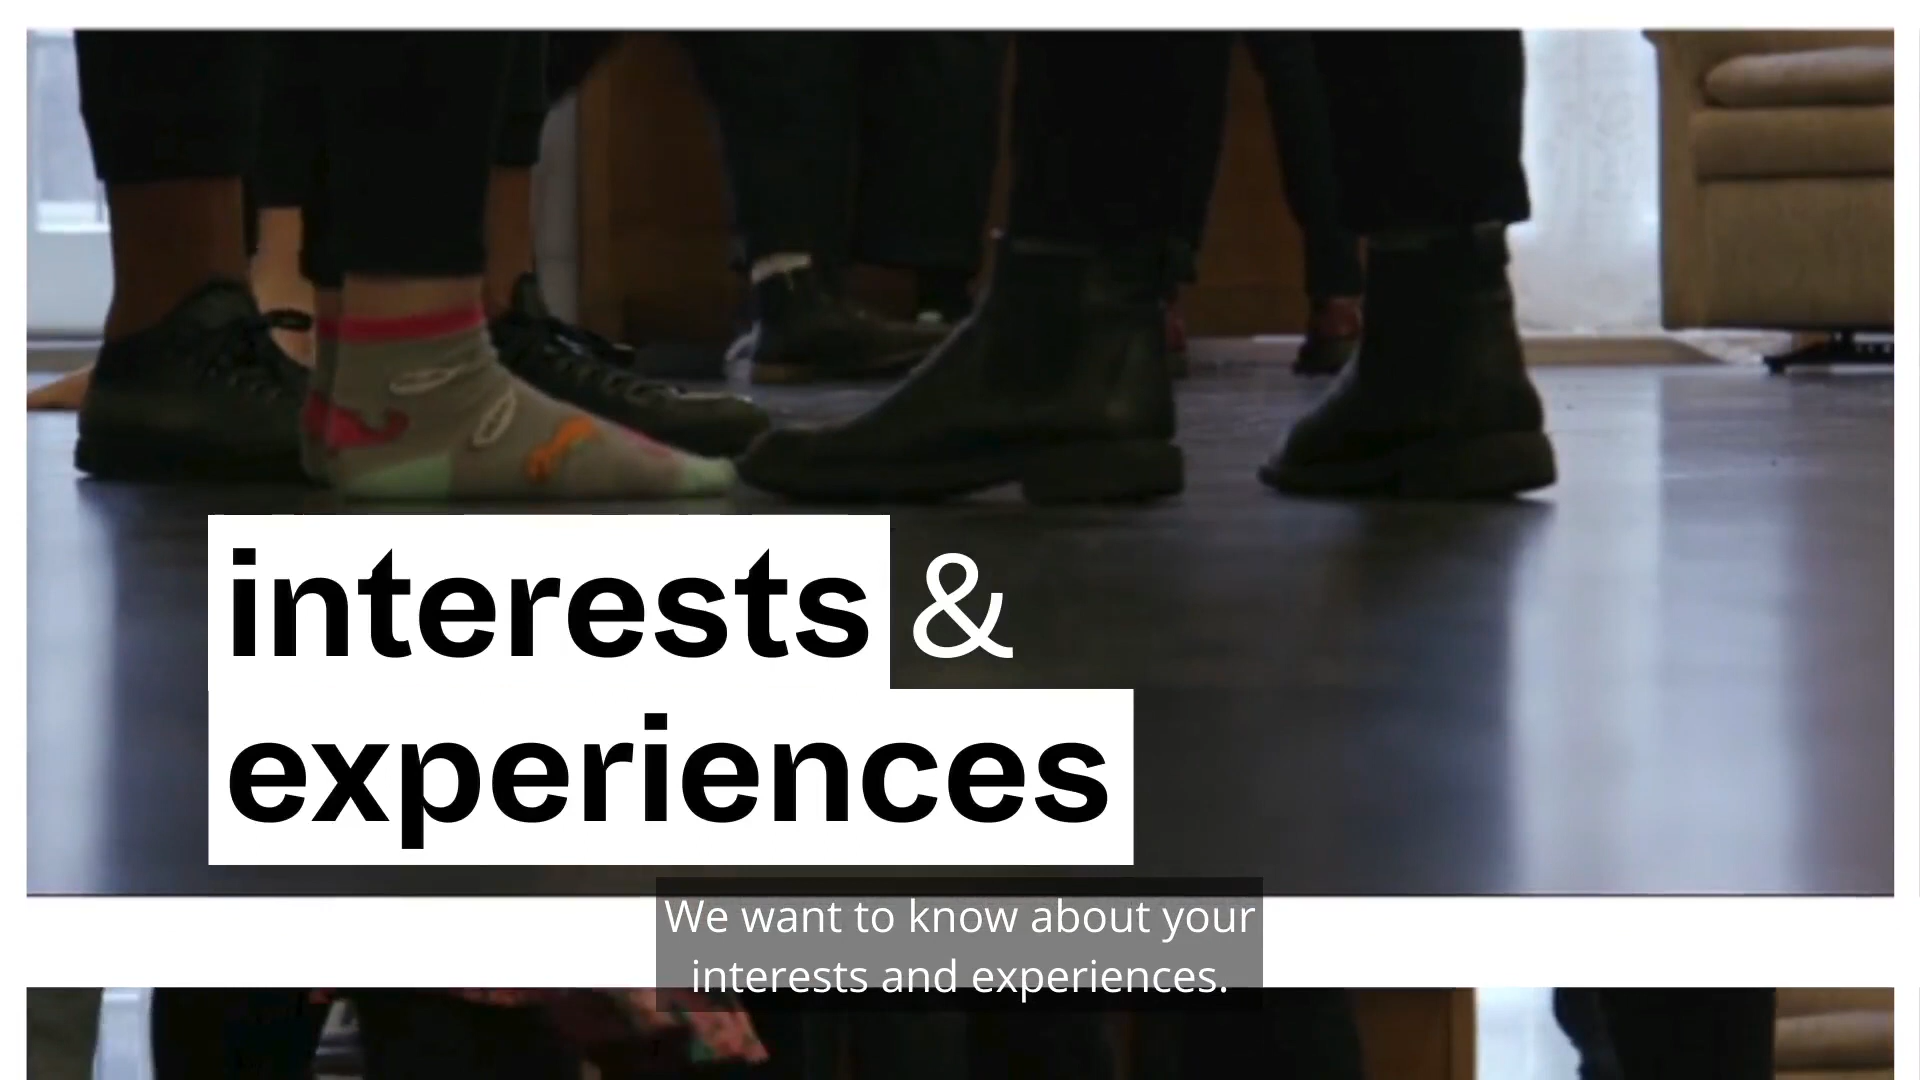 interests &
experiences
We want to know about your
interests and experiences.